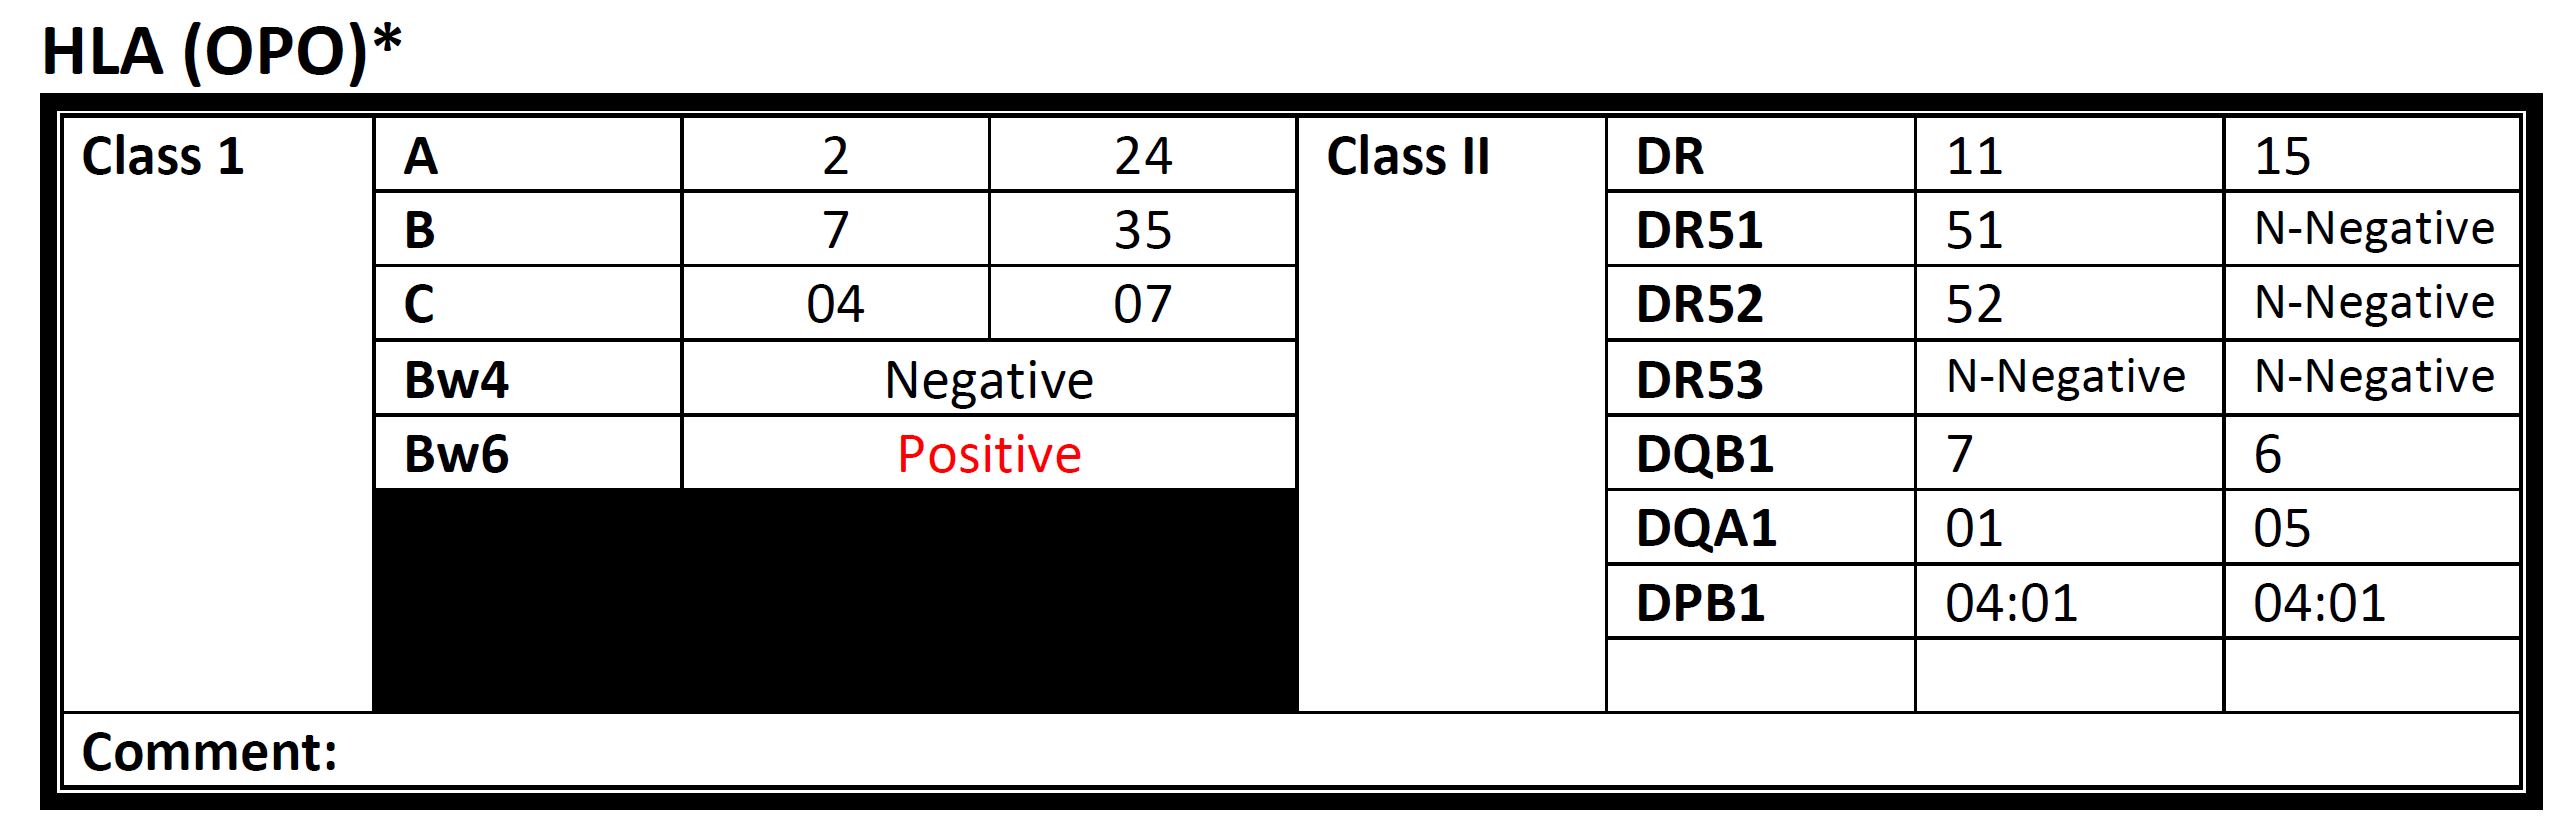 HLA (OPO)*
Class 1 A 2 24 Class II DR 11 15
B 7 35 DR51 51 N-Negative
C 04 07 DR52 52 N-Negative
Bw4 Negative DR53 N-Negative N-Negative
Bw6 Positive DQB1 7 6
DQA1 01 05
DPB1 04:01 04:01
Comment: